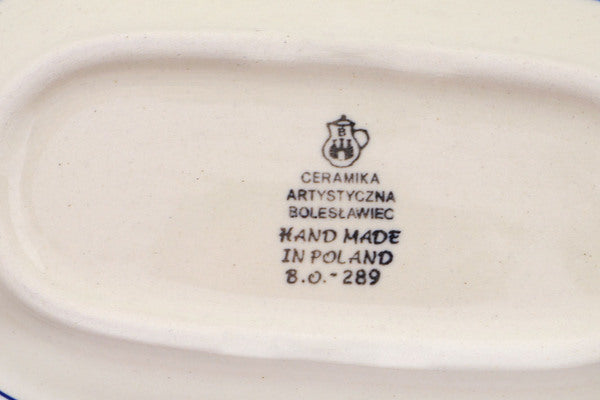 B
CERAMIKA
ARTYSTYCZNA
BOLESŁAWIEC
HAND MADE
IN POLAND
B.O.-289